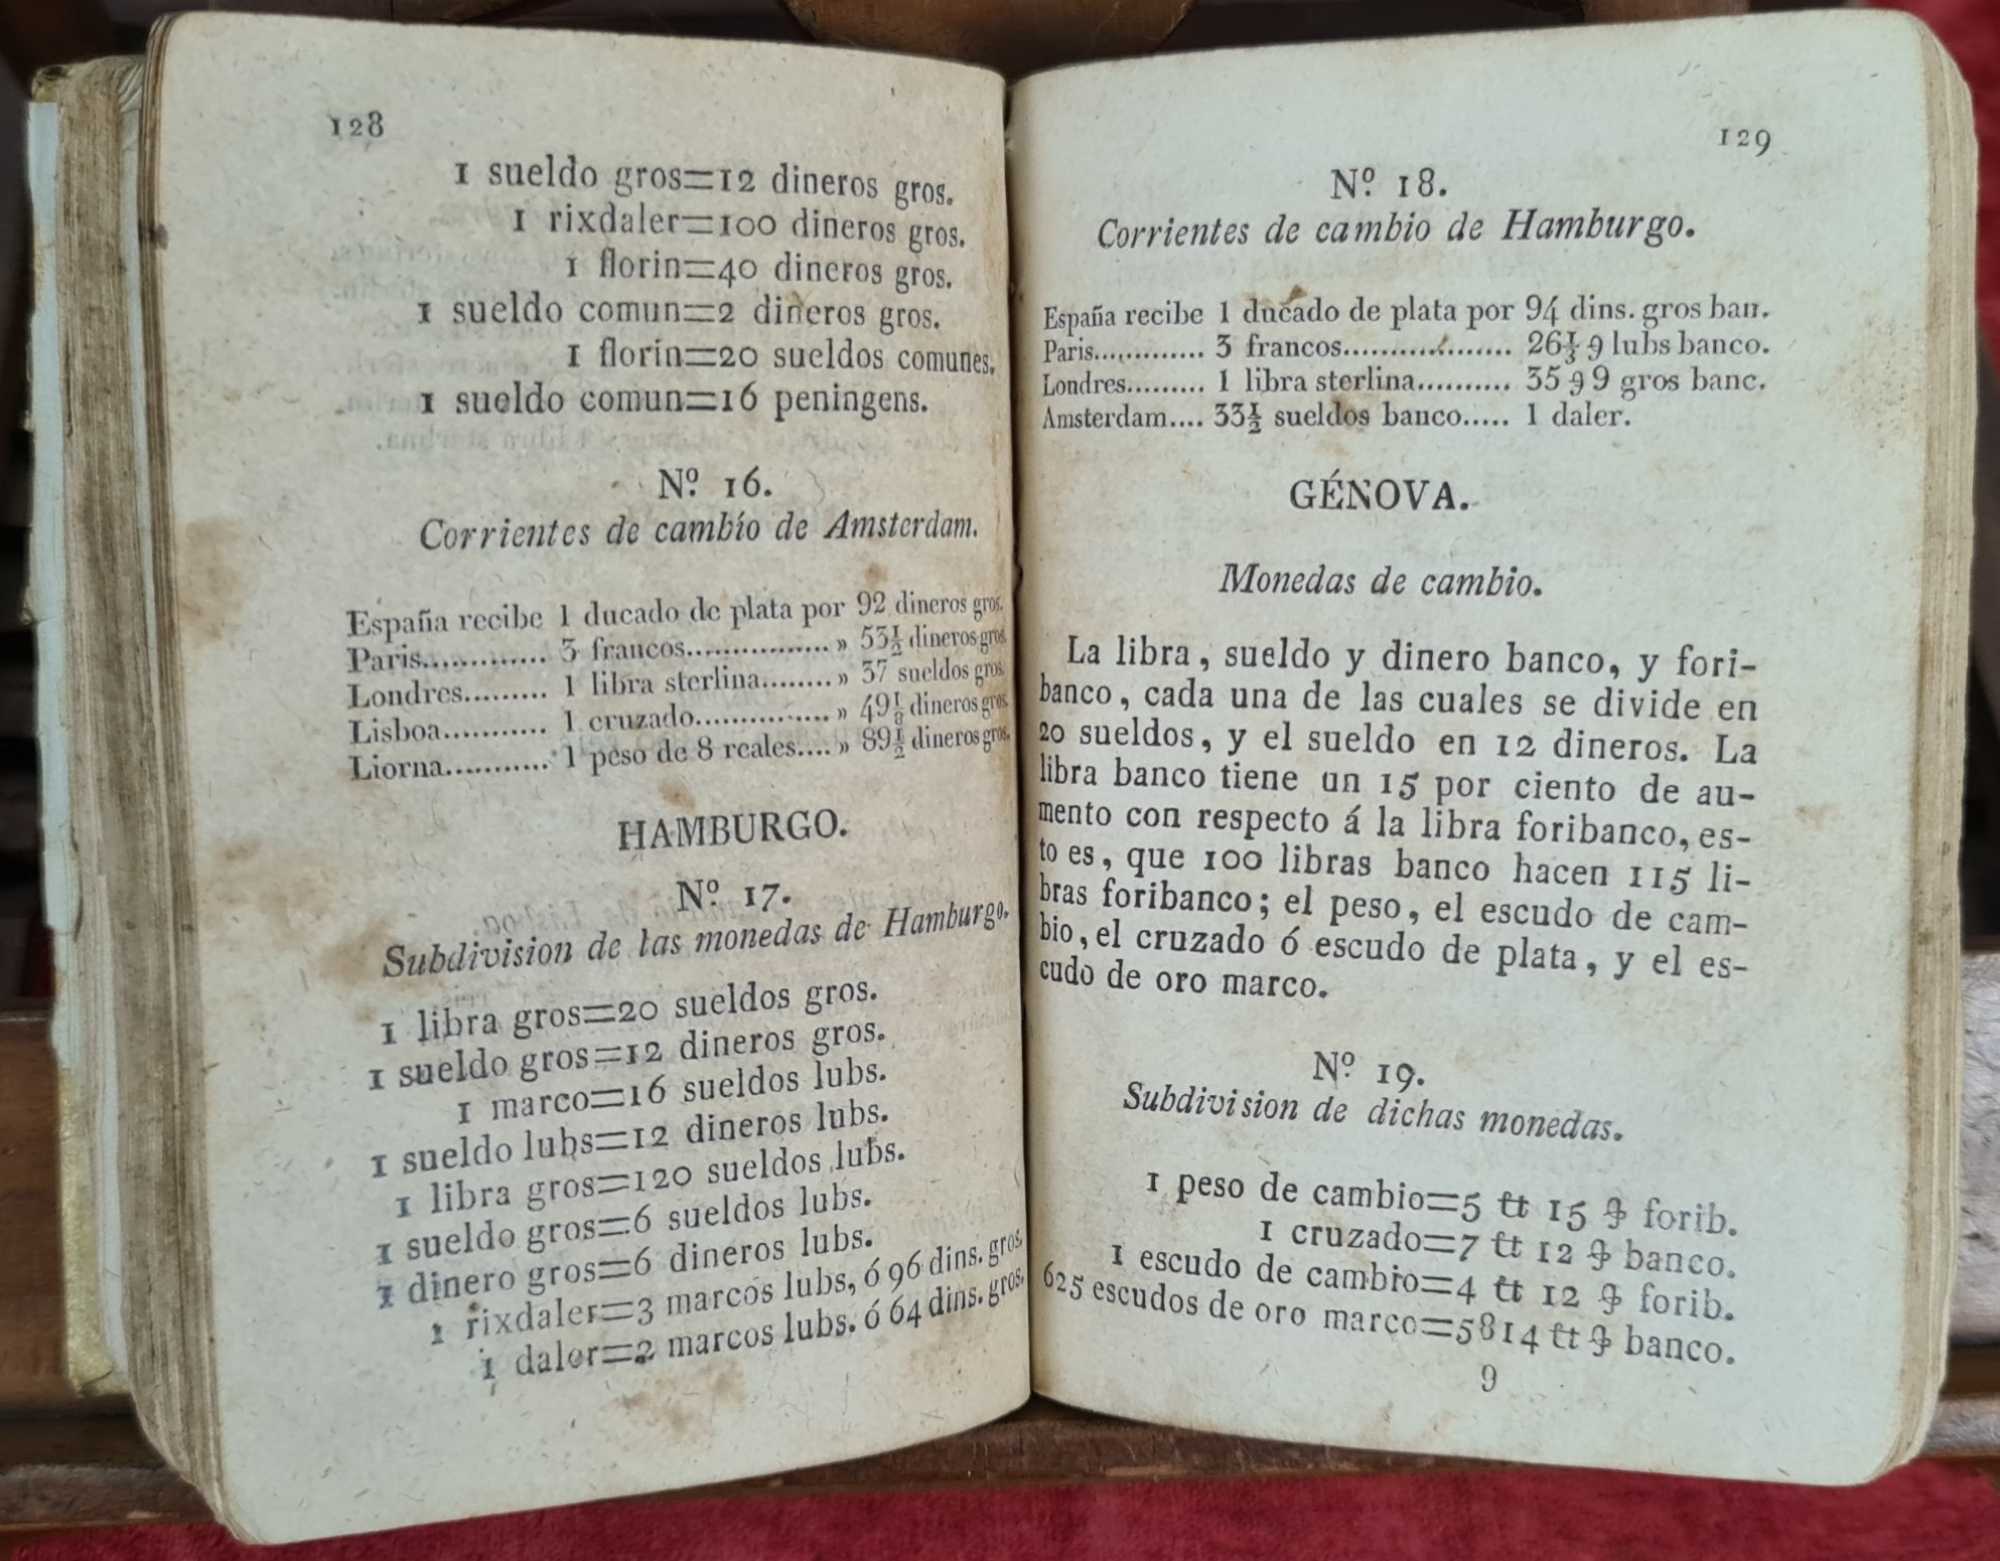 128
1 sueldo gros=12 dineros gros.
1 rixdaler=100 dineros gros.
1 florin=40 dineros gros.
1 sueldo comun=2 dineros gros.
1 florin=20 sueldos comunes.
1 sueldo comun=16 peningens.
Nº. 16.
Corrientes de cambio de Amsterdam.
España recibe 1 ducado de plata por 92 dineros gros.
Paris............. 3 francos................ » 53½ dineros gros.
Londres......... 1 libra sterlina........ » 37 sueldos gros.
Lisboa........... 1 cruzado.............. » 49⅛ dineros gros.
Liorna........... 1 peso de 8 reales.... » 89½ dineros gros.
HAMBURGO.
Nº. 17.
Subdivision de las monedas de Hamburgo.
1 libra gros=20 sueldos gros.
1 sueldo gros=12 dineros gros.
1 marco=16 sueldos lubs.
1 sueldo lubs=12 dineros lubs.
1 libra gros=120 sueldos lubs.
1 sueldo gros=6 sueldos lubs.
1 dinero gros=6 dineros lubs.
1 rixdaler=3 marcos lubs, ó 96 dins. gros.
1 daler=2 marcos lubs. ó 64 dins. gros.
129
Nº. 18.
Corrientes de cambio de Hamburgo.
España recibe 1 ducado de plata por 94 dins. gros ban.
Paris............. 3 francos................... 26⅓ ꝯ lubs banco.
Londres......... 1 libra sterlina.......... 35 ꝯ 9 gros banc.
Amsterdam.... 33½ sueldos banco..... 1 daler.
GÉNOVA.
Monedas de cambio.
La libra, sueldo y dinero banco, y fori-
banco, cada una de las cuales se divide en
20 sueldos, y el sueldo en 12 dineros. La
libra banco tiene un 15 por ciento de au-
mento con respecto á la libra foribanco, es-
to es, que 100 libras banco hacen 115 li-
bras foribanco; el peso, el escudo de cam-
bio, el cruzado ó escudo de plata, y el es-
cudo de oro marco.
Nº 19.
Subdivision de dichas monedas.
1 peso de cambio=5 ₶ 15 ꝯ forib.
1 cruzado=7 ₶ 12 ꝯ banco.
1 escudo de cambio=4 ₶ 12 ꝯ forib.
625 escudos de oro marco=5814 ₶ ꝯ banco.
9